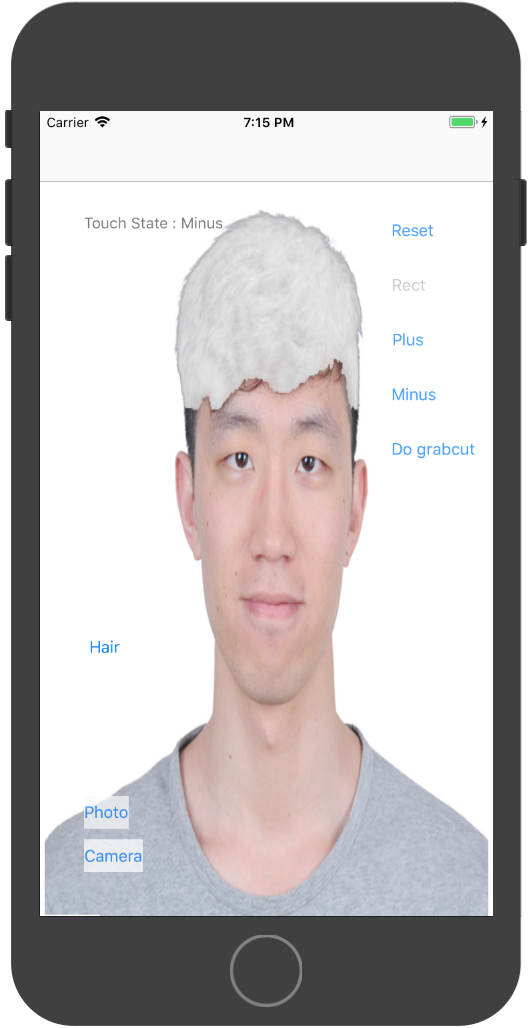 Carrier 7:15 PM
Touch State : Minus
Reset
Rect
Plus
Minus
Do grabcut
Hair
Photo
Camera